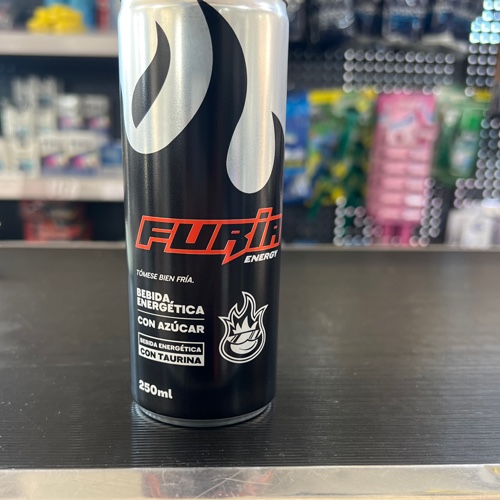 FURIA
ENERGY
TÓMESE BIEN FRÍA.
BEBIDA
ENERGÉTICA
CON AZÚCAR
BEBIDA ENERGÉTICA
CON TAURINA
250ml